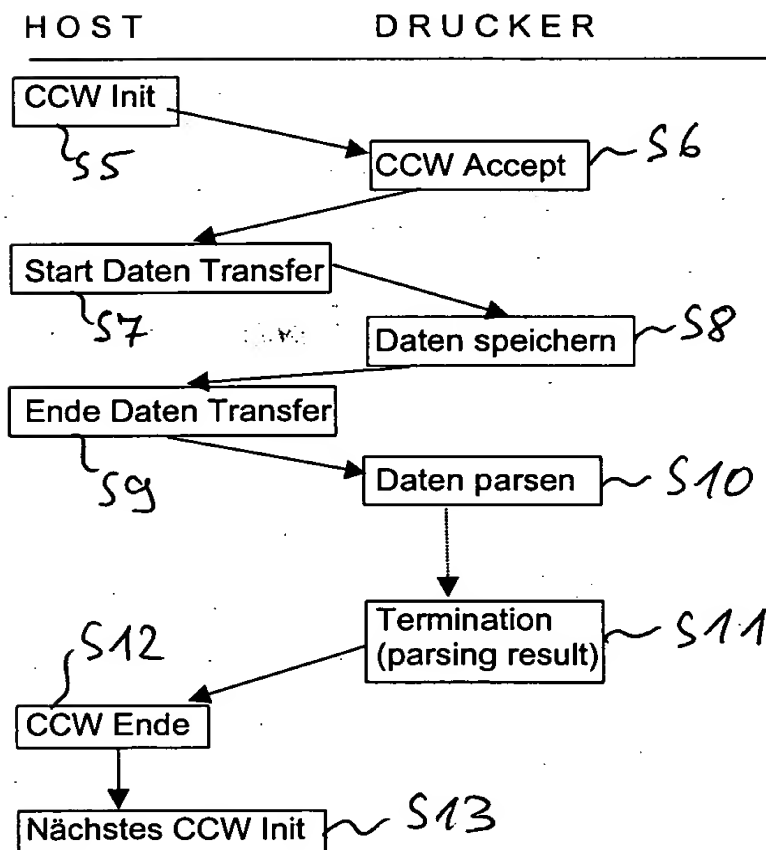 HOST DRUCKER
CCW Init
S5
CCW Accept S6
Start Daten Transfer
S7
Daten speichern S8
Ende Daten Transfer
S9
Daten parsen S10
Termination
(parsing result) S11
S12
CCW Ende
Nächstes CCW Init S13